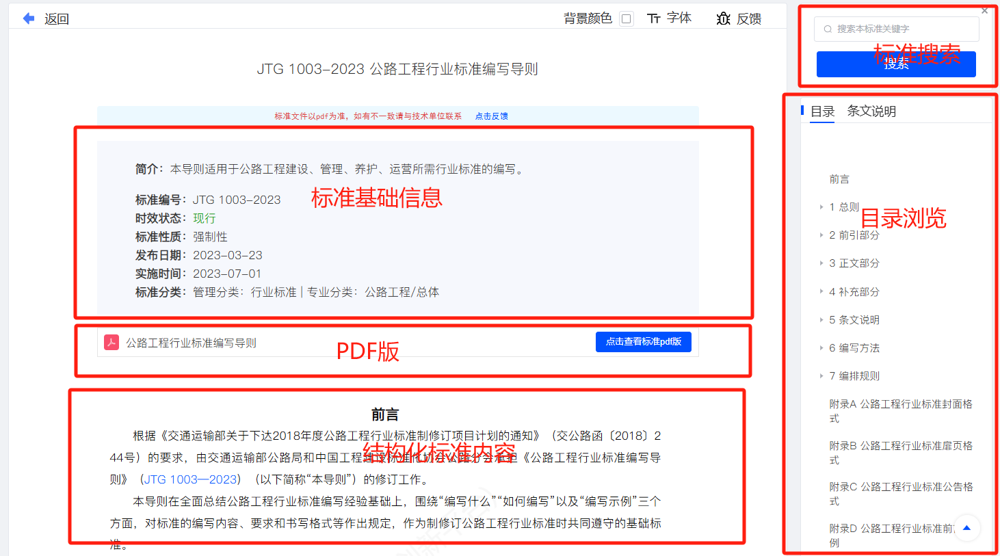 返回
背景颜色
字体
反馈
JTG 1003-2023 公路工程行业标准编写导则
标准文件以pdf为准，如有不一致请与技术单位联系 点击反馈
简介：本导则适用于公路工程建设、管理、养护、运营所需行业标准的编写。
标准编号：JTG 1003-2023
标准基础信息
时效状态：现行
标准性质：强制性
发布日期：2023-03-23
实施时间：2023-07-01
标准分类：管理分类：行业标准 | 专业分类：公路工程/总体
公路工程行业标准编写导则
PDF版
点击查看标准pdf版
前言
根据《交通运输部关于下达2018年度公路工程行业标准制修订项目计划的通知》（交公路函〔2018〕2
44号）的要求，由交通运输部公路局和中国工程建设标准化协会公路分会承担《公路工程行业标准编写导
结构化标准内容
则》（JTG 1003—2023）（以下简称“本导则”）的修订工作。
本导则在全面总结公路工程行业标准编写经验基础上，围绕“编写什么”“如何编写”以及“编写示例”三个
方面，对标准的编写内容、要求和书写格式等作出规定，作为制修订公路工程行业标准时共同遵守的基础标
准。
搜索本标准关键字
标准搜索
搜索
目录 条文说明
前言
1 总则
目录浏览
2 前引部分
3 正文部分
4 补充部分
5 条文说明
6 编写方法
7 编排规则
附录A 公路工程行业标准封面格
式
附录B 公路工程行业标准扉页格
式
附录C 公路工程行业标准公告格
式
附录D 公路工程行业标准前
例